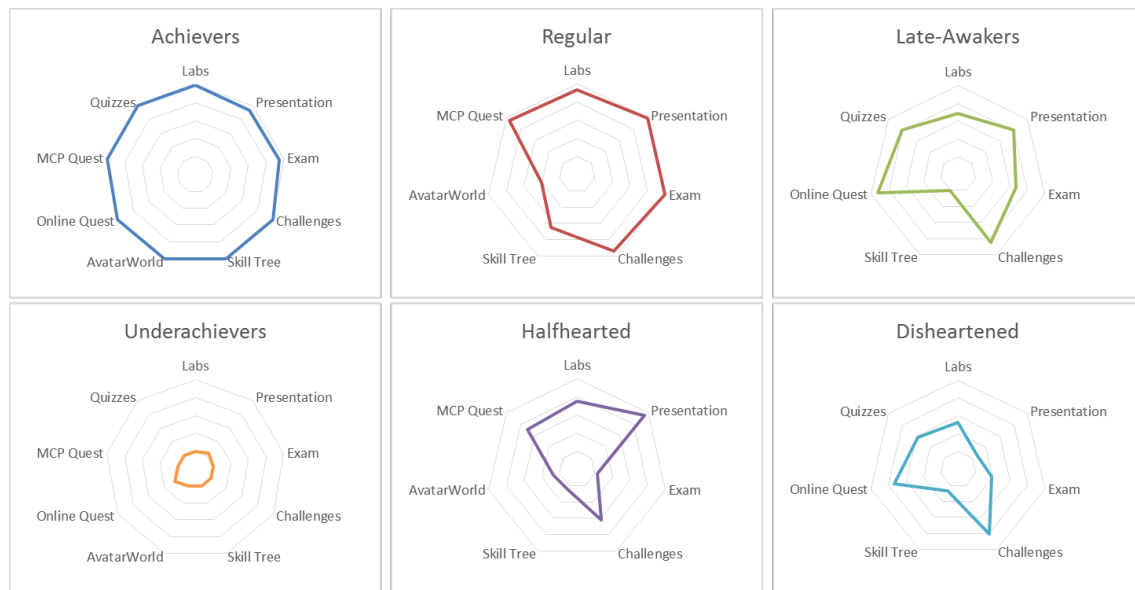 Achievers
Labs
Quizzes
Presentation
MCP Quest
Exam
Online Quest
Challenges
AvatarWorld
Skill Tree
Regular
Labs
MCP Quest
Presentation
AvatarWorld
Exam
Skill Tree
Challenges
Late-Awakers
Labs
Quizzes
Presentation
Online Quest
Exam
Skill Tree
Challenges
Underachievers
Labs
Quizzes
Presentation
MCP Quest
Exam
Online Quest
Challenges
AvatarWorld
Skill Tree
Halfhearted
Labs
MCP Quest
Presentation
AvatarWorld
Exam
Skill Tree
Challenges
Disheartened
Labs
Quizzes
Presentation
Online Quest
Exam
Skill Tree
Challenges